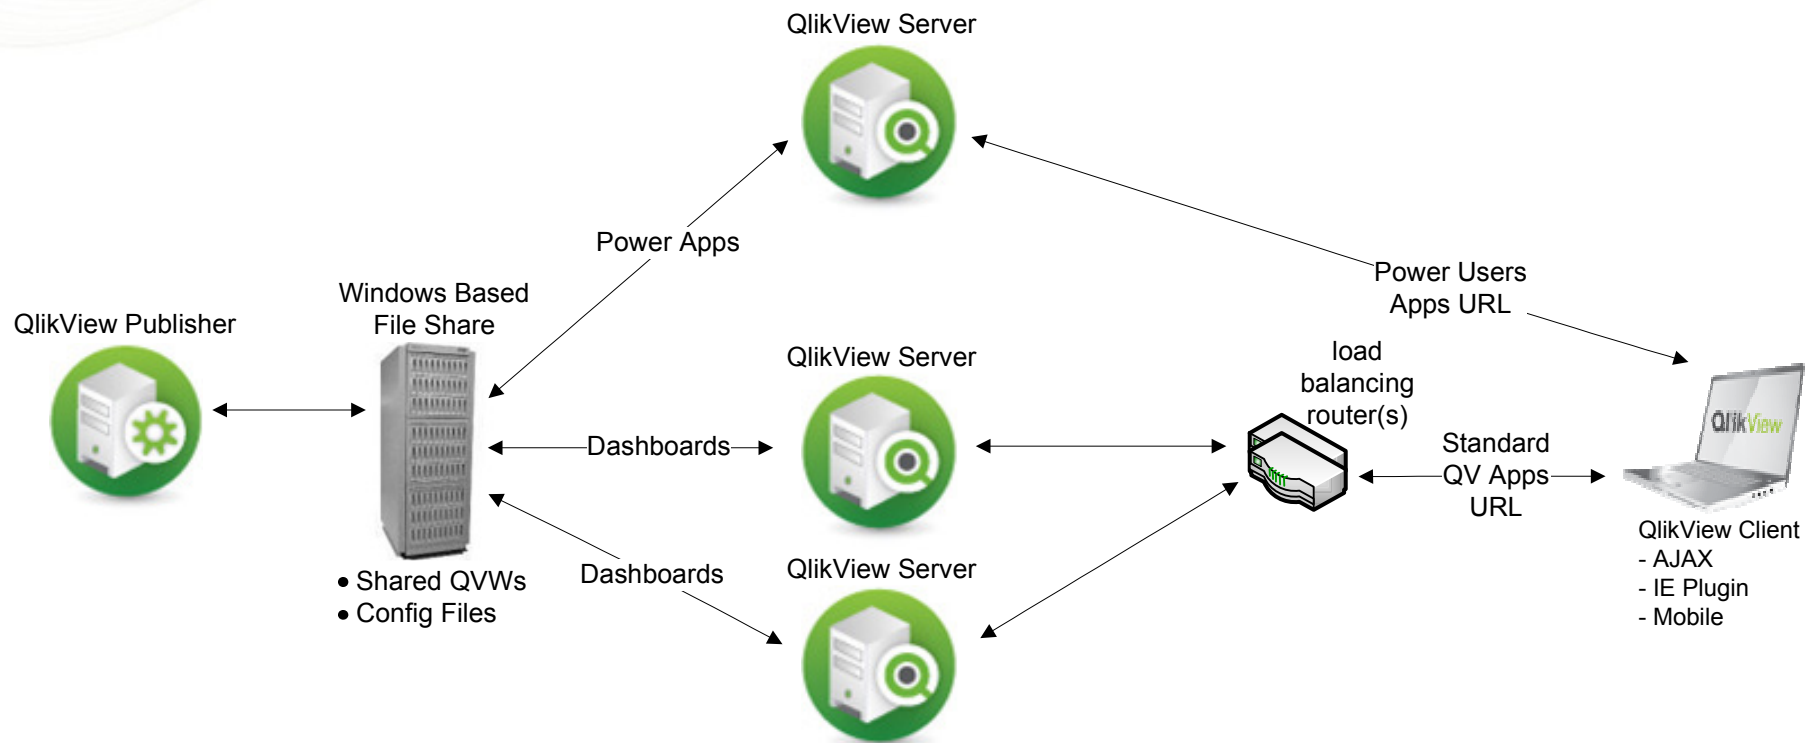 QlikView Server
Power Apps
Windows Based
File Share
QlikView Publisher
Power Users
Apps URL
QlikView Server
load
balancing
router(s)
Dashboards
Standard
QV Apps
URL
QlikView
QlikView Client
- AJAX
- IE Plugin
- Mobile
• Shared QVWs
• Config Files
Dashboards
QlikView Server